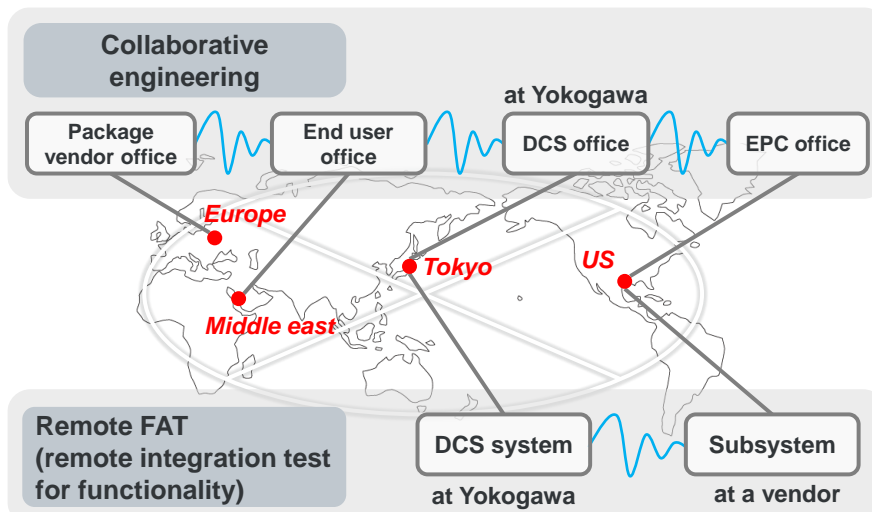 Collaborative
engineering
at Yokogawa
Package
vendor office
End user
office
DCS office
EPC office
Europe
Tokyo
US
Middle east
Remote FAT
(remote integration test
for functionality)
DCS system
Subsystem
at Yokogawa
at a vendor